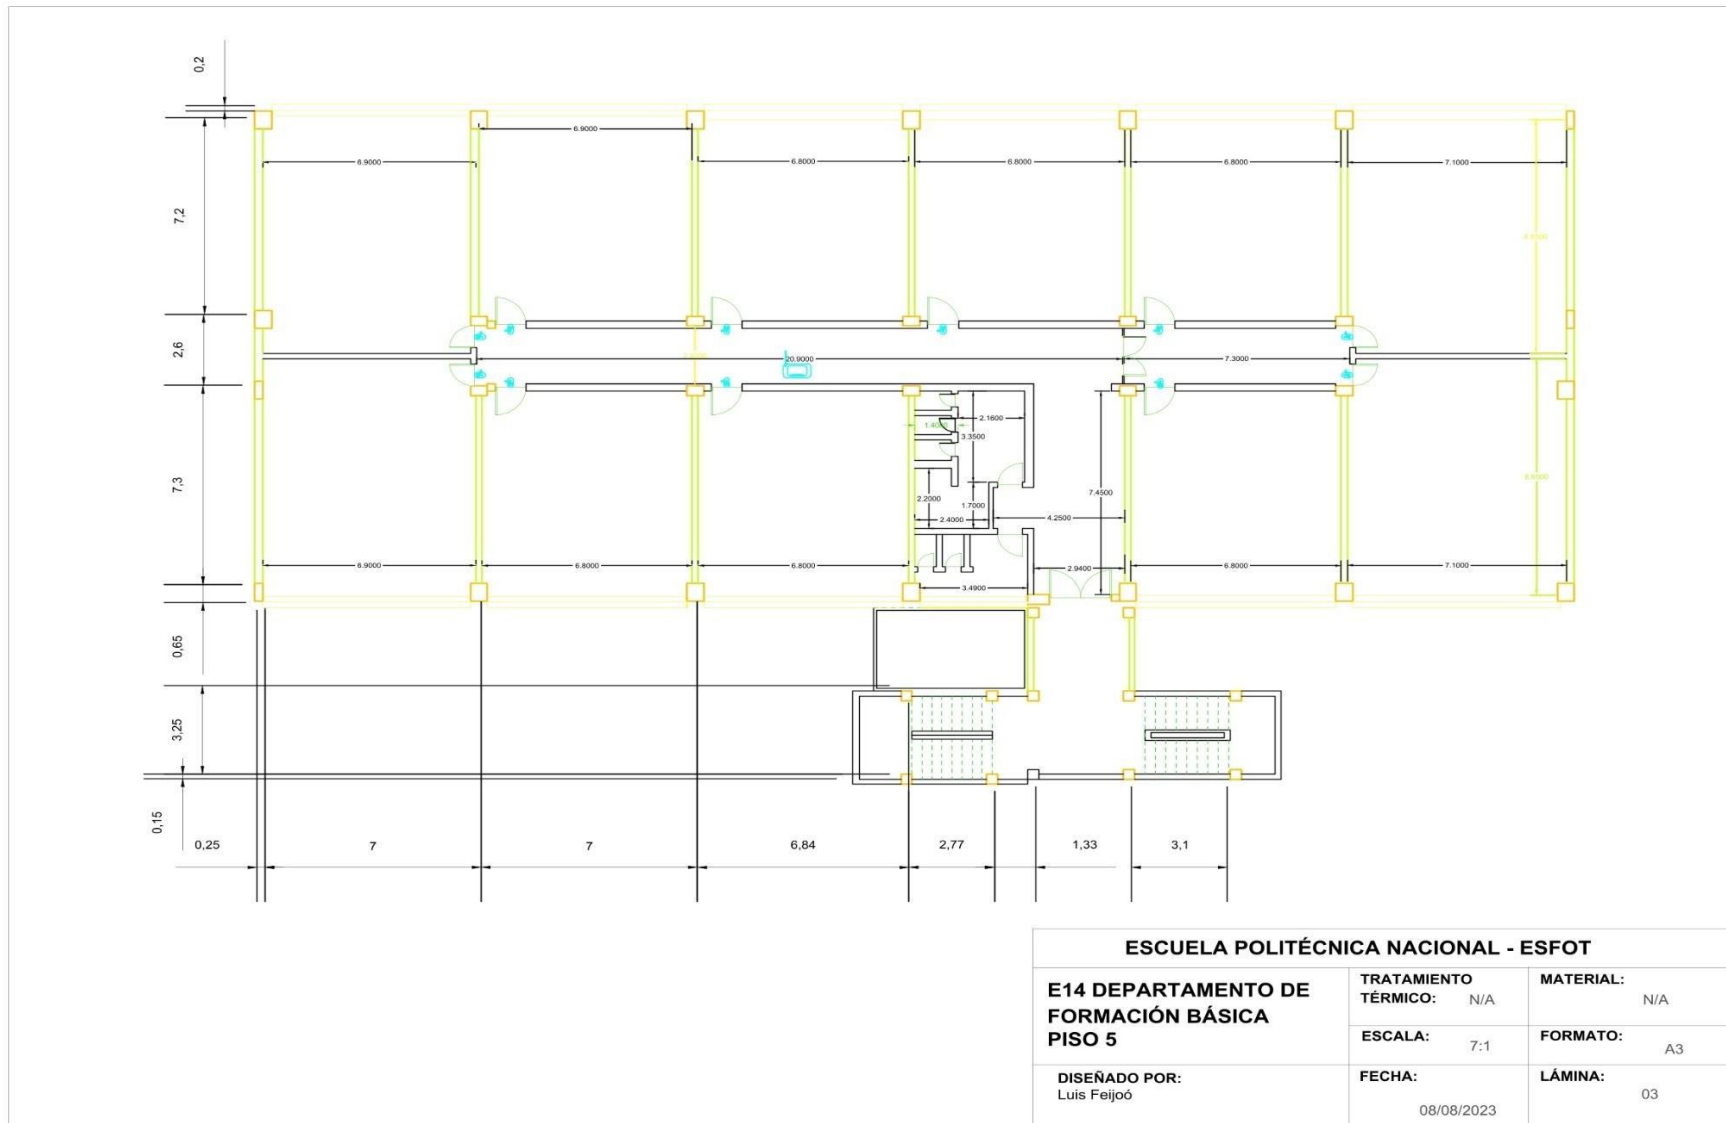 0,2
6.9000
6.9000
6.8000
6.8000
6.8000
7.1000
7,2
2,6
20.9000
7.3000
2.1600
1.4000
3.3500
7,3
2.2000
7.4500
1.7000
2.4000
4.2500
6.9000
6.8000
6.8000
2.9400
6.8000
7.1000
3.4900
0,65
3,25
0,15
0,25
7
7
6,84
2,77
1,33
3,1
ESCUELA POLITÉCNICA NACIONAL - ESFOT
E14 DEPARTAMENTO DE
FORMACIÓN BÁSICA
PISO 5
TRATAMIENTO
TÉRMICO: N/A
MATERIAL:
N/A
ESCALA: 7:1
FORMATO:
A3
DISEÑADO POR:
Luis Feijoó
FECHA:
08/08/2023
LÁMINA:
03